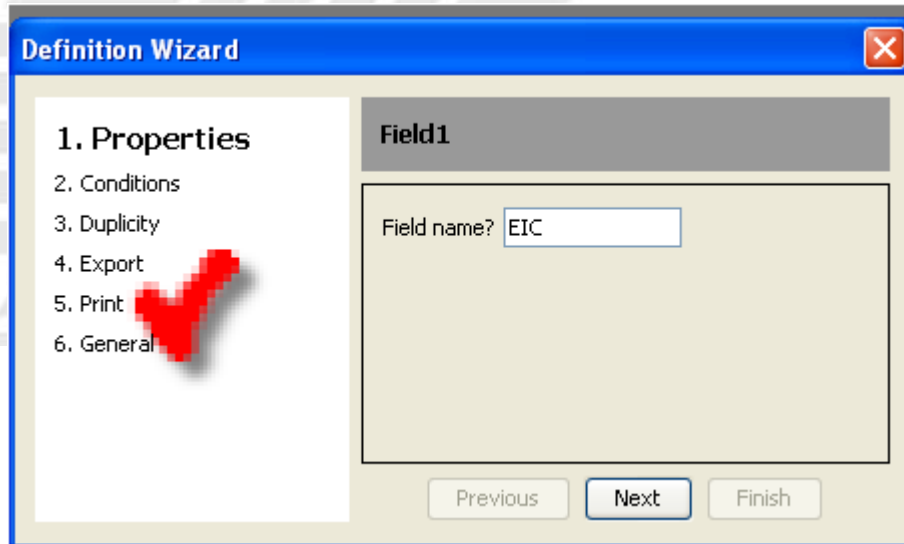 Definition Wizard
1. Properties
2. Conditions
3. Duplicity
4. Export
5. Print
6. General
Field1
Field name? EIC
Previous Next Finish